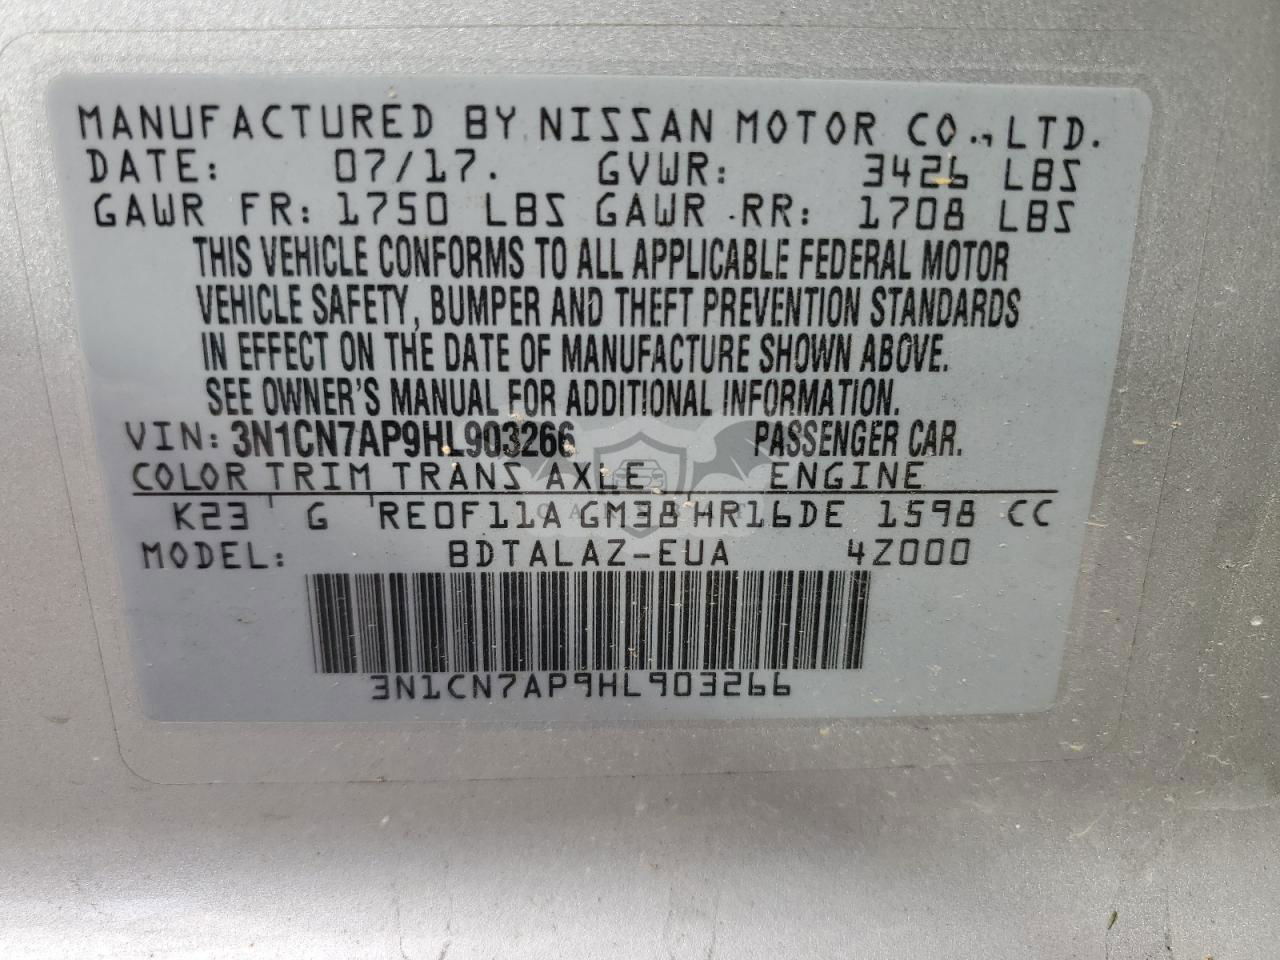 MANUFACTURED BY NISSAN MOTOR CO., LTD.
DATE: 07/17. GVWR: 3426 LBS
GAWR FR: 1750 LBS GAWR RR: 1708 LBS
THIS VEHICLE CONFORMS TO ALL APPLICABLE FEDERAL MOTOR
VEHICLE SAFETY, BUMPER AND THEFT PREVENTION STANDARDS
IN EFFECT ON THE DATE OF MANUFACTURE SHOWN ABOVE.
SEE OWNER'S MANUAL FOR ADDITIONAL INFORMATION.
VIN: 3N1CN7AP9HL903266 PASSENGER CAR.
COLOR TRIM TRANS AXLE ENGINE
K23 G RE0F11A GM38 HR16DE 1598 CC
MODEL: BDTALAZ-EUA 4Z000
3N1CN7AP9HL903266